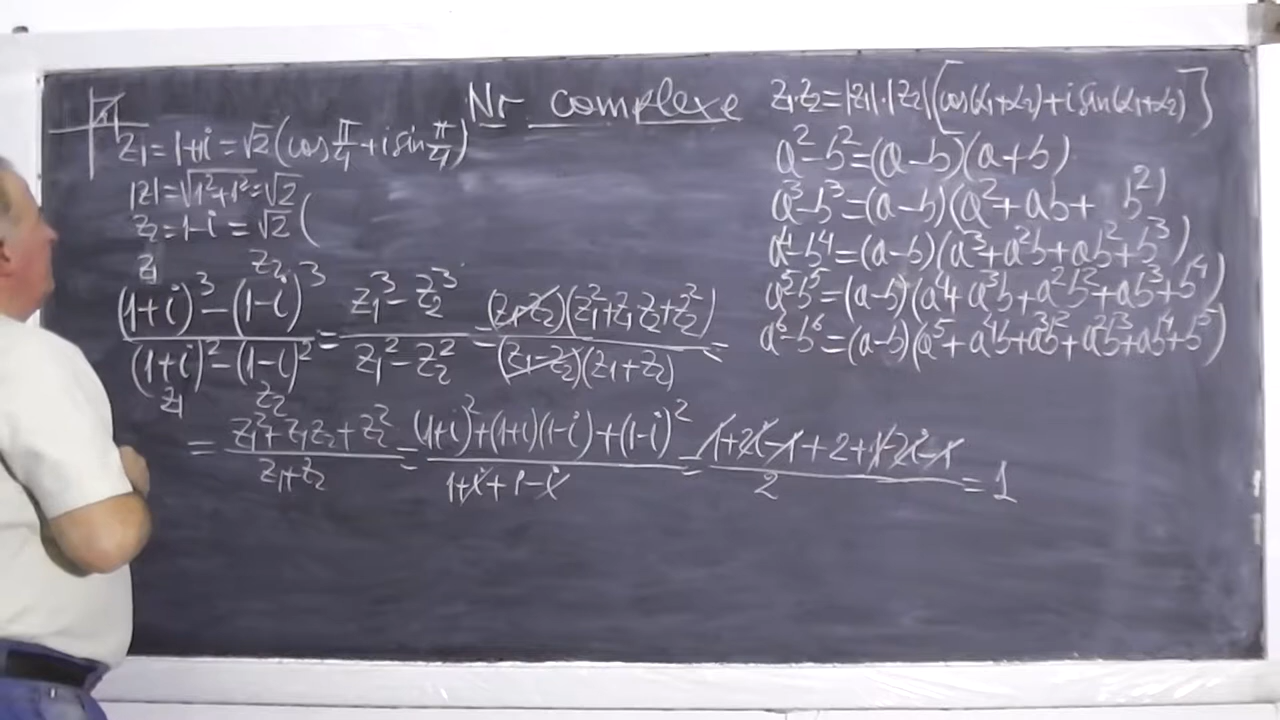 Nr complexe
z₁ = 1+i = √2 (cos π/4 + i sin π/4)
|z| = √(1²+1²) = √2
z₂ = 1-i = √2 (
z₁ z₂
((1+i)³ - (1-i)³)/((1+i)² - (1-i)²) = (z₁³ - z₂³)/(z₁² - z₂²) = ((z₁-z₂)(z₁²+z₁z₂+z₂²))/((z₁-z₂)(z₁+z₂)) =
z₁ z₂
= (z₁²+z₁z₂+z₂²)/(z₁+z₂) = ((1+i)²+(1+i)(1-i)+(1-i)²)/(1+i+1-i) = (1+2i-1+2+1-2i-1)/2 = 1
z₁·z₂ = |z₁|·|z₂| [cos(α₁+α₂)+i sin(α₁+α₂)]
a²-b² = (a-b)(a+b)
a³-b³ = (a-b)(a²+ab+ b²)
a⁴-b⁴ = (a-b)(a³+a²b+ab²+b³)
a⁵-b⁵ = (a-b)(a⁴+a³b+a²b²+ab³+b⁴)
a⁶-b⁶ = (a-b)(a⁵+a⁴b+a³b²+a²b³+ab⁴+b⁵)